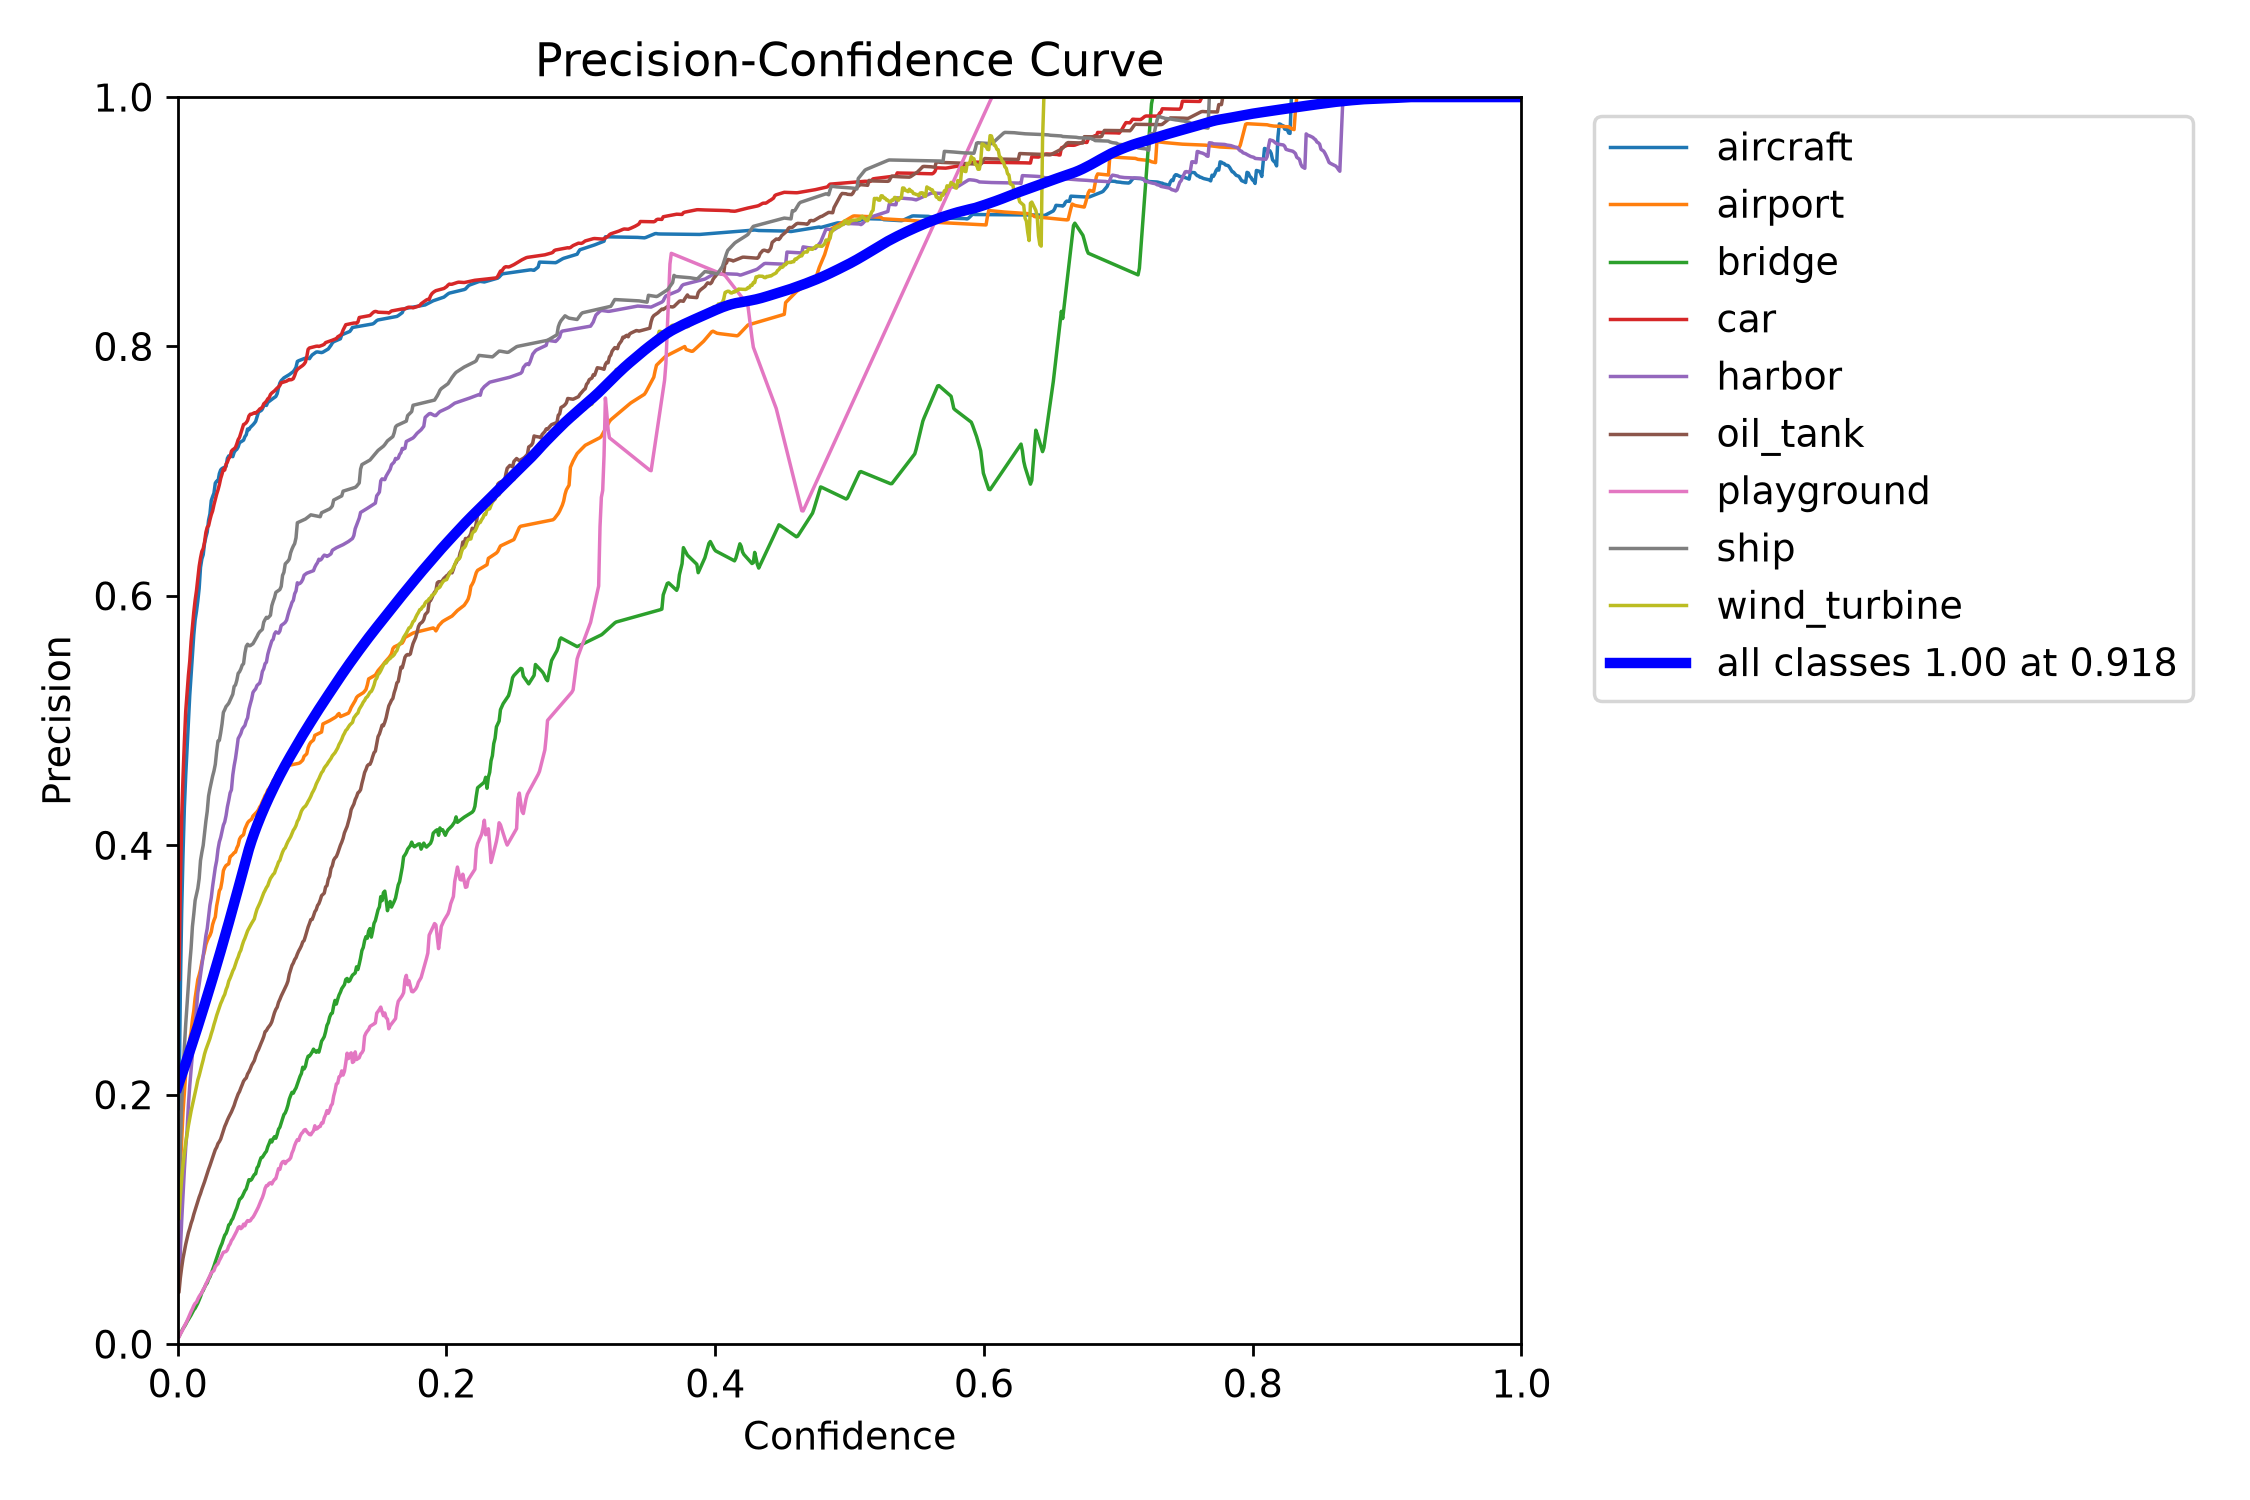 Precision-Confidence Curve
1.0
0.8
0.6
0.4
0.2
0.0
Precision
0.0 0.2 0.4 0.6 0.8 1.0
Confidence
aircraft
airport
bridge
car
harbor
oil_tank
playground
ship
wind_turbine
all classes 1.00 at 0.918